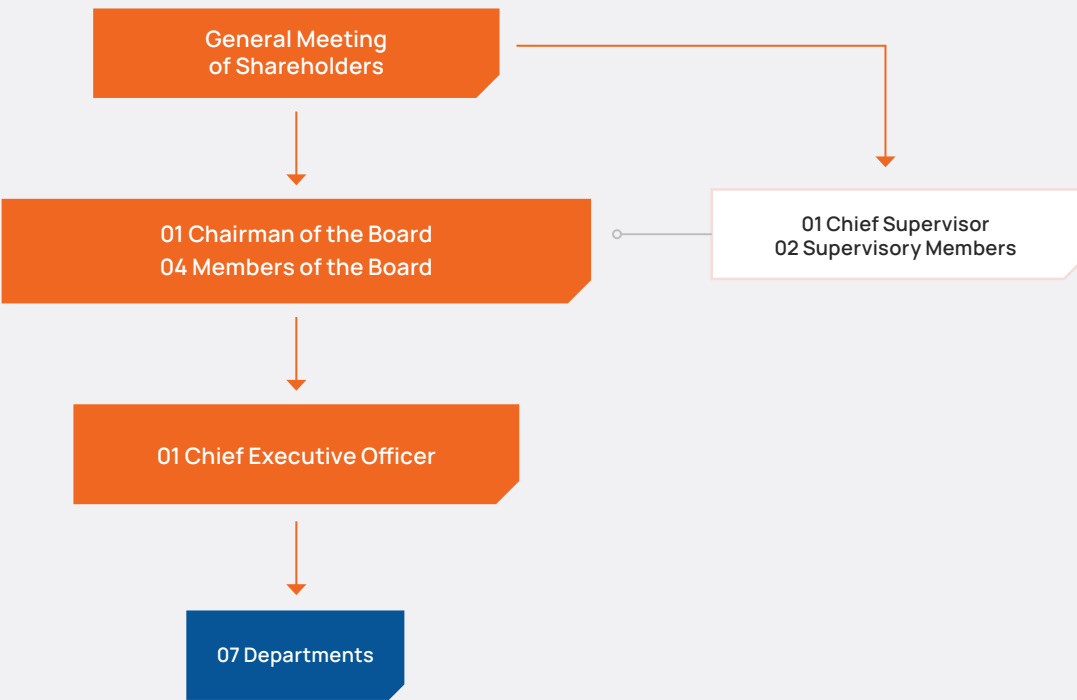 General Meeting
of Shareholders
01 Chairman of the Board
04 Members of the Board
01 Chief Supervisor
02 Supervisory Members
01 Chief Executive Officer
07 Departments